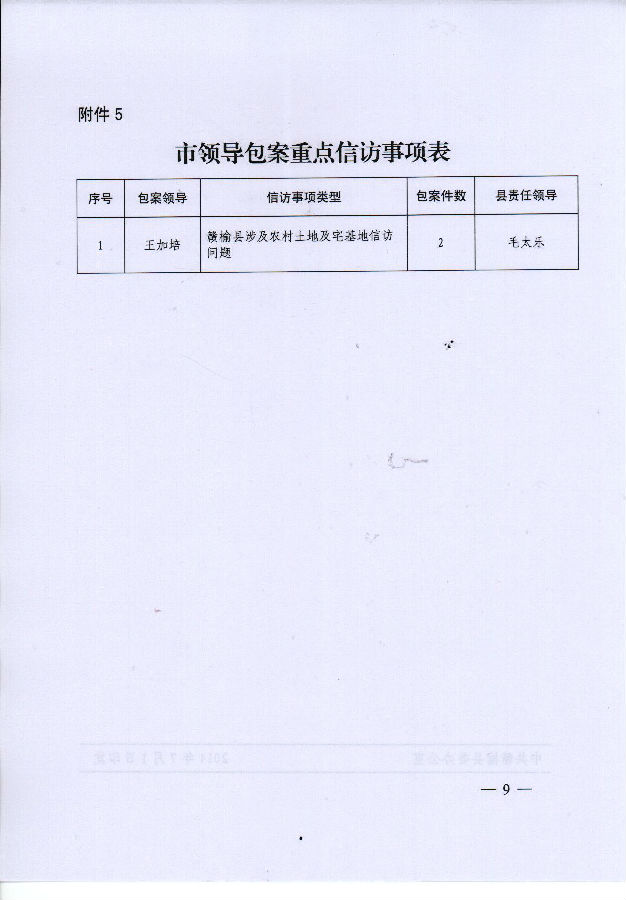 附件 5
市领导包案重点信访事项表
序号 包案领导 信访事项类型 包案件数 县责任领导
1 王加培 赣榆县涉及农村土地及宅基地信访 2 毛太乐
问题
— 9 —